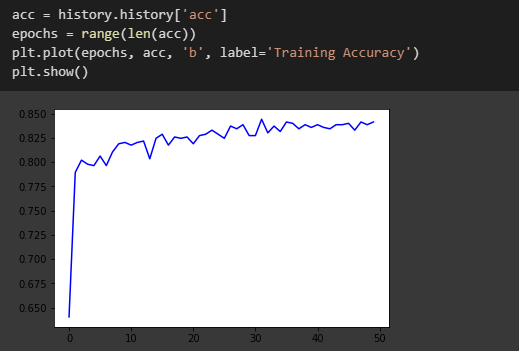 acc = history.history['acc']
epochs = range(len(acc))
plt.plot(epochs, acc, 'b', label='Training Accuracy')
plt.show()
0.850
0.825
0.800
0.775
0.750
0.725
0.700
0.675
0.650
0 10 20 30 40 50